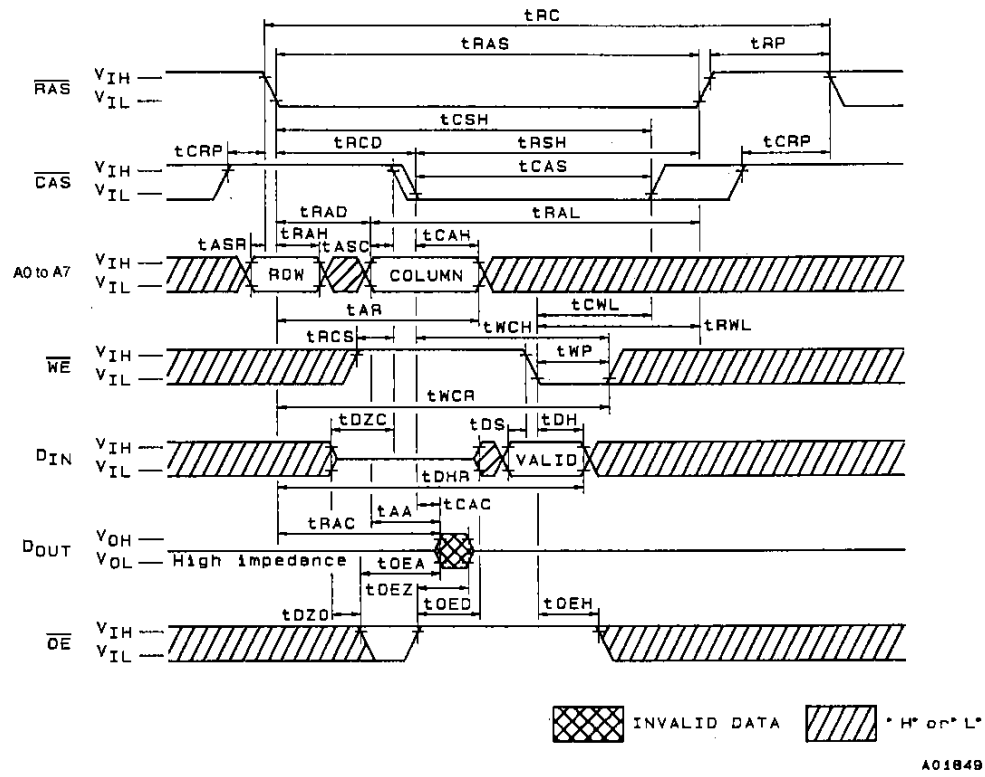 tRC
tRAS tRP
RAS VIH
VIL
tCSH
tCRP tRCD tRSH tCRP
CAS VIH tCAS
VIL
tRAD tRAL
tASR tRAH tASC tCAH
A0 to A7 VIH ROW COLUMN
VIL
tCWL
tAR
tRCS tWCH tRWL
WE VIH tWP
VIL
tWCR
tDZC tDS tDH
DIN VIH VALID
VIL
tDHR
tCAC
tAA
tRAC
DOUT VOH
VOL High impedance
tOEA
tOEZ
tDZO tOED tOEH
OE VIH
VIL
INVALID DATA "H" or "L"
A01849